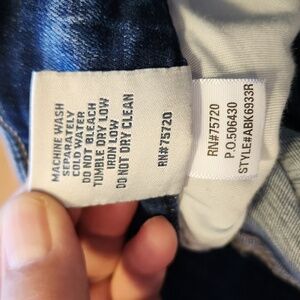 MACHINE WASH
SEPARATELY
COLD WATER
DO NOT BLEACH
TUMBLE DRY LOW
IRON LOW
DO NOT DRY CLEAN
RN#75720
RN#75720
P.O.506430
STYLE#ABK6933R